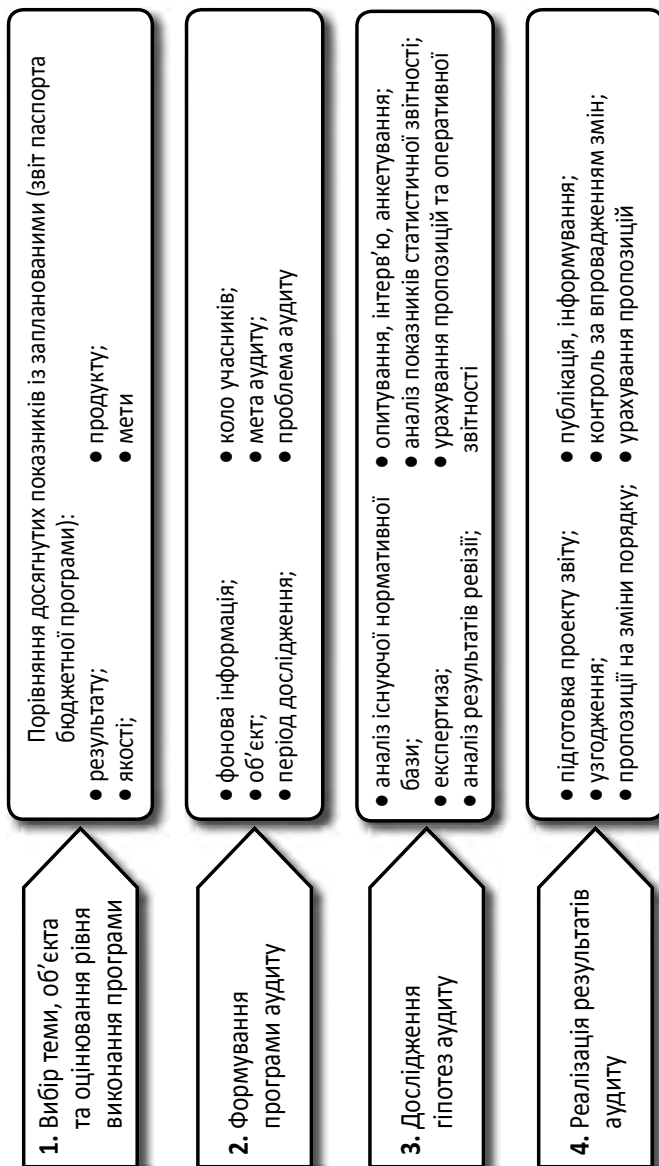 1. Вибір теми, об’єкта
та оцінювання рівня
виконання програми
Порівняння досягнутих показників із запланованими (звіт паспорта
бюджетної програми):
● результату;
● якості;
● продукту;
● мети
2. Формування
програми аудиту
● фонова інформація;
● об’єкт;
● період дослідження;
● коло учасників;
● мета аудиту;
● проблема аудиту
3. Дослідження
гіпотез аудиту
● аналіз існуючої нормативної
бази;
● експертиза;
● аналіз результатів ревізії;
● опитування, інтерв’ю, анкетування;
● аналіз показників статистичної звітності;
● урахування пропозицій та оперативної
звітності
4. Реалізація результатів
аудиту
● підготовка проекту звіту;
● узгодження;
● пропозиції на зміни порядку;
● публікація, інформування;
● контроль за впровадженням змін;
● урахування пропозицій